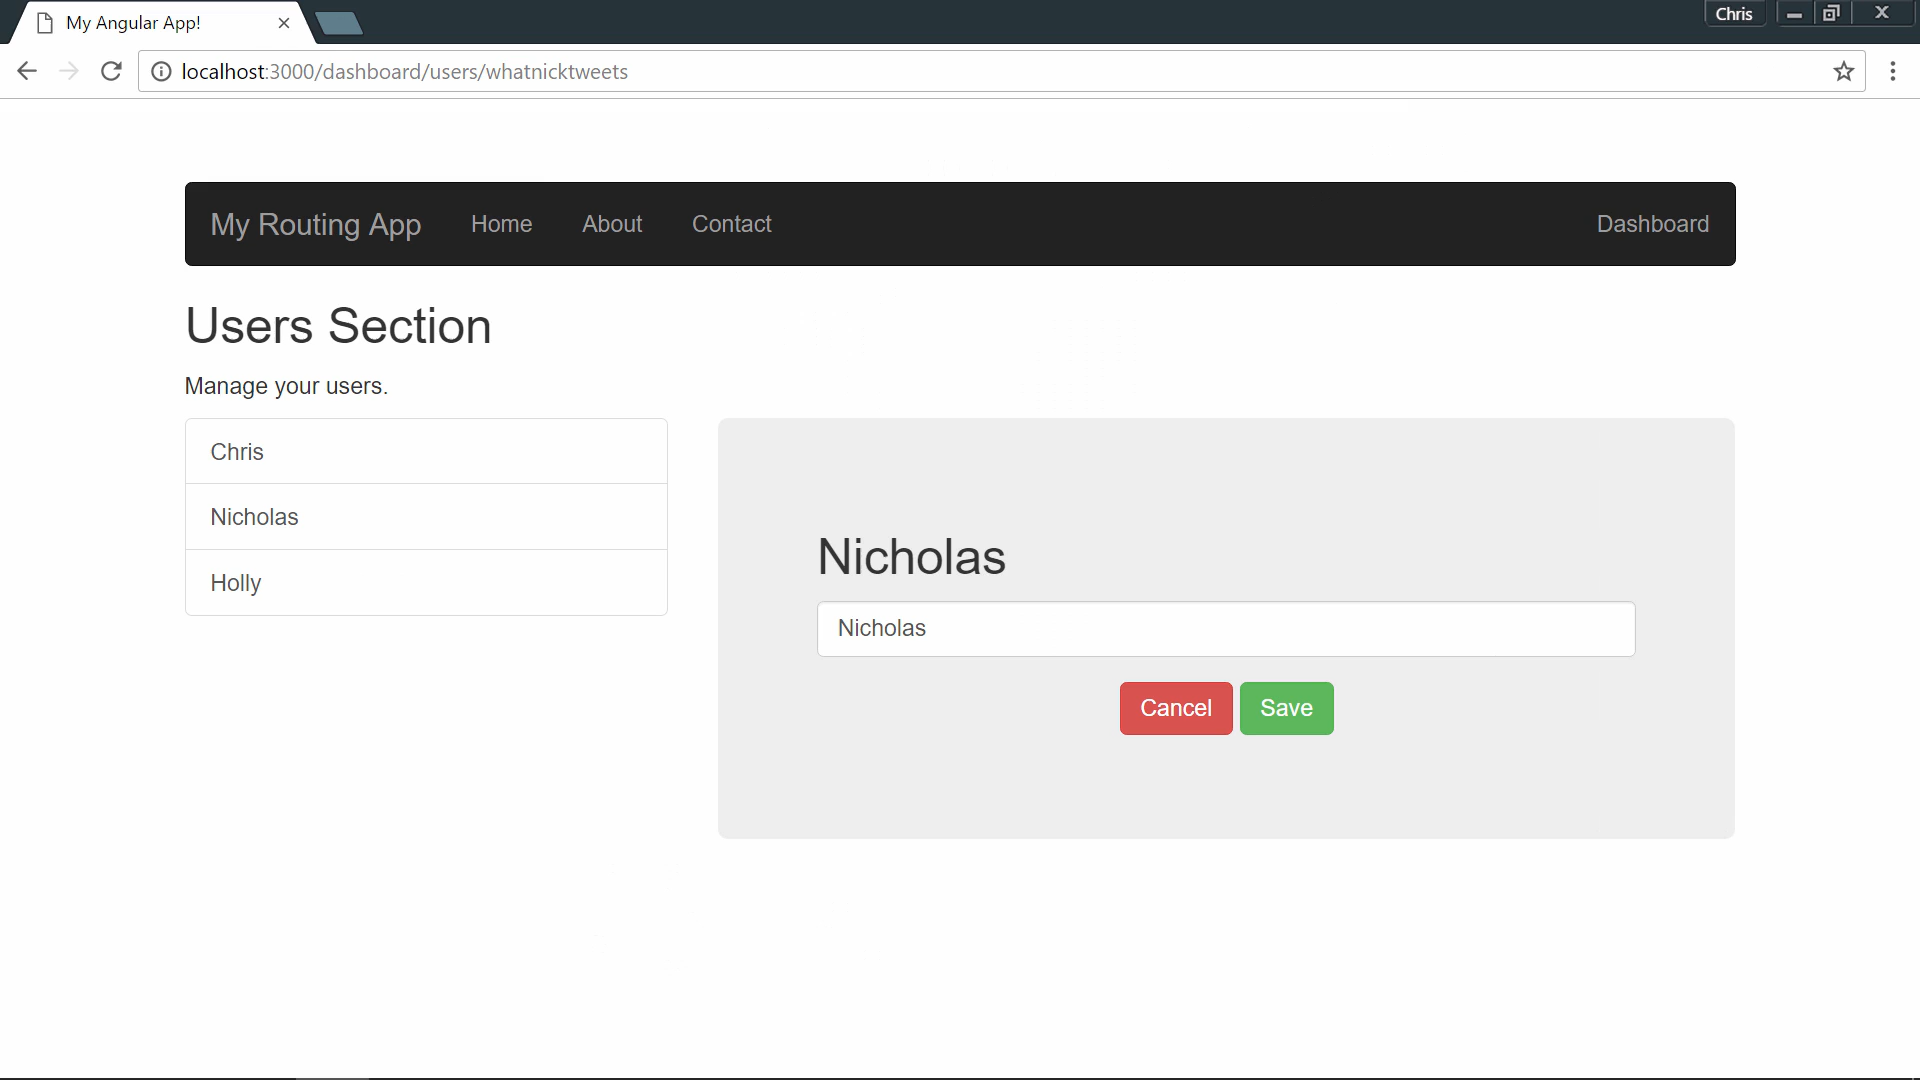 My Angular App!
Chris
localhost:3000/dashboard/users/whatnicktweets
My Routing App Home About Contact Dashboard
Users Section
Manage your users.
Chris
Nicholas
Holly
Nicholas
Nicholas
Cancel Save